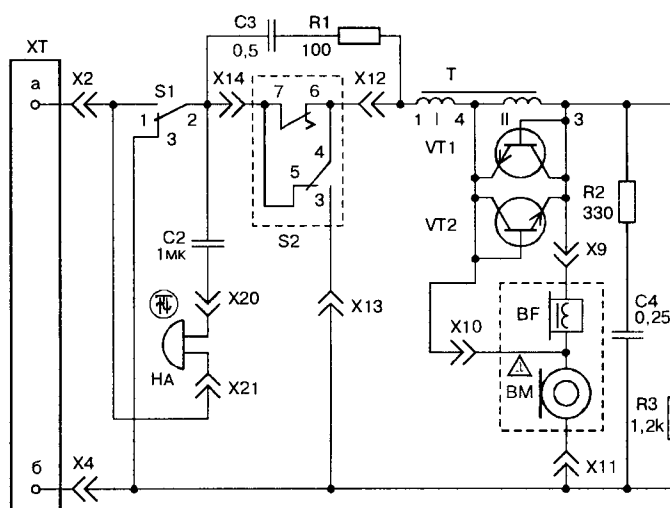 C3
R1
0,5
100
XT
а
X2
S1
X14
X12
T
1
2
3
7
6
1
I
4
II
3
5
4
3
VT1
S2
C2
1мк
VT2
R2
330
X9
X20
X13
BF
C4
0,25
X10
HA
X21
BM
R3
1,2k
б
X4
X11